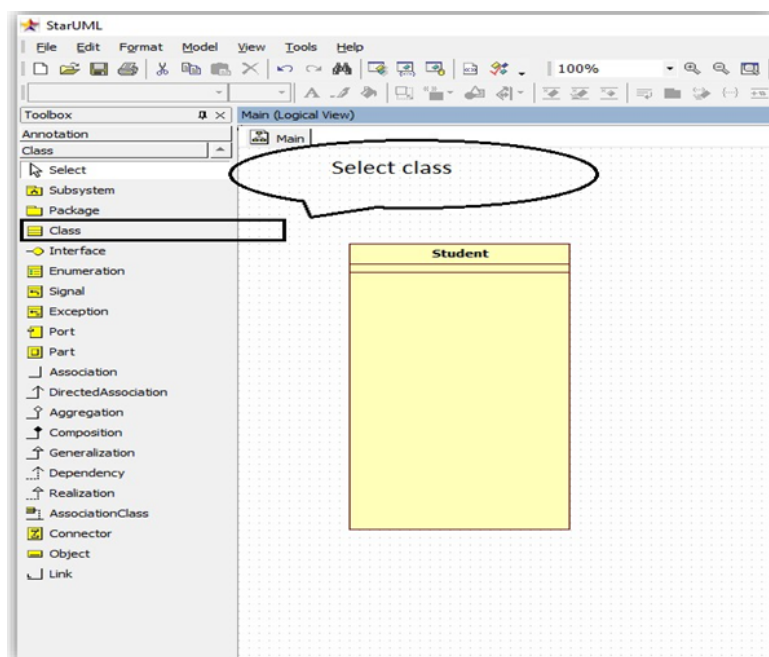 StarUML
File Edit Format Model View Tools Help
100%
Toolbox
Main (Logical View)
Annotation
Class
Main
Select
Select class
Subsystem
Package
Class
Interface
Student
Enumeration
Signal
Exception
Port
Part
Association
DirectedAssociation
Aggregation
Composition
Generalization
Dependency
Realization
AssociationClass
Connector
Object
Link